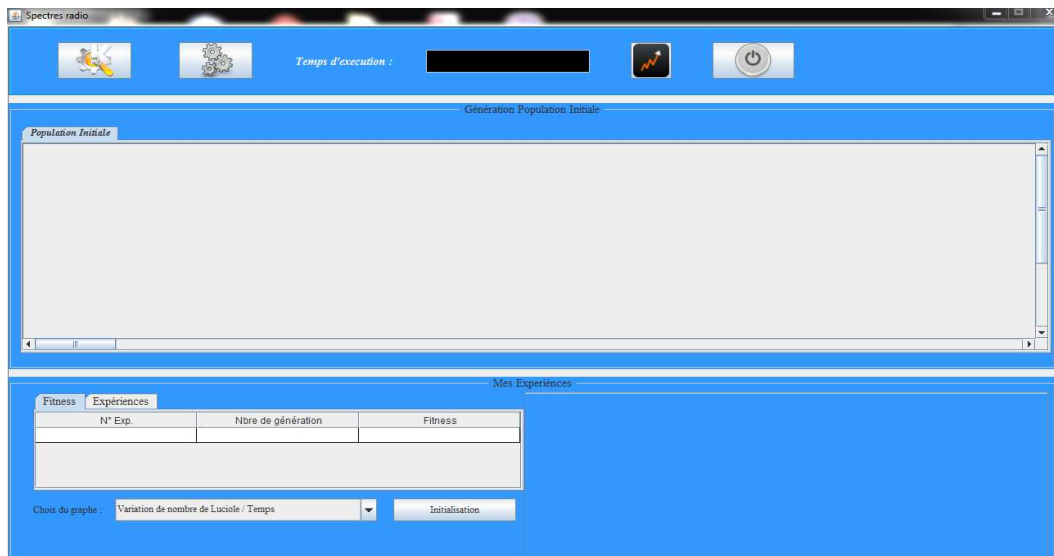 Spectres radio
Temps d'execution :
Génération Population Initiale
Population Initiale
Mes Experiénces
Fitness Expériences
N° Exp. Nbre de génération Fitness
Choix du graphe : Variation de nombre de Luciole / Temps Initialisation